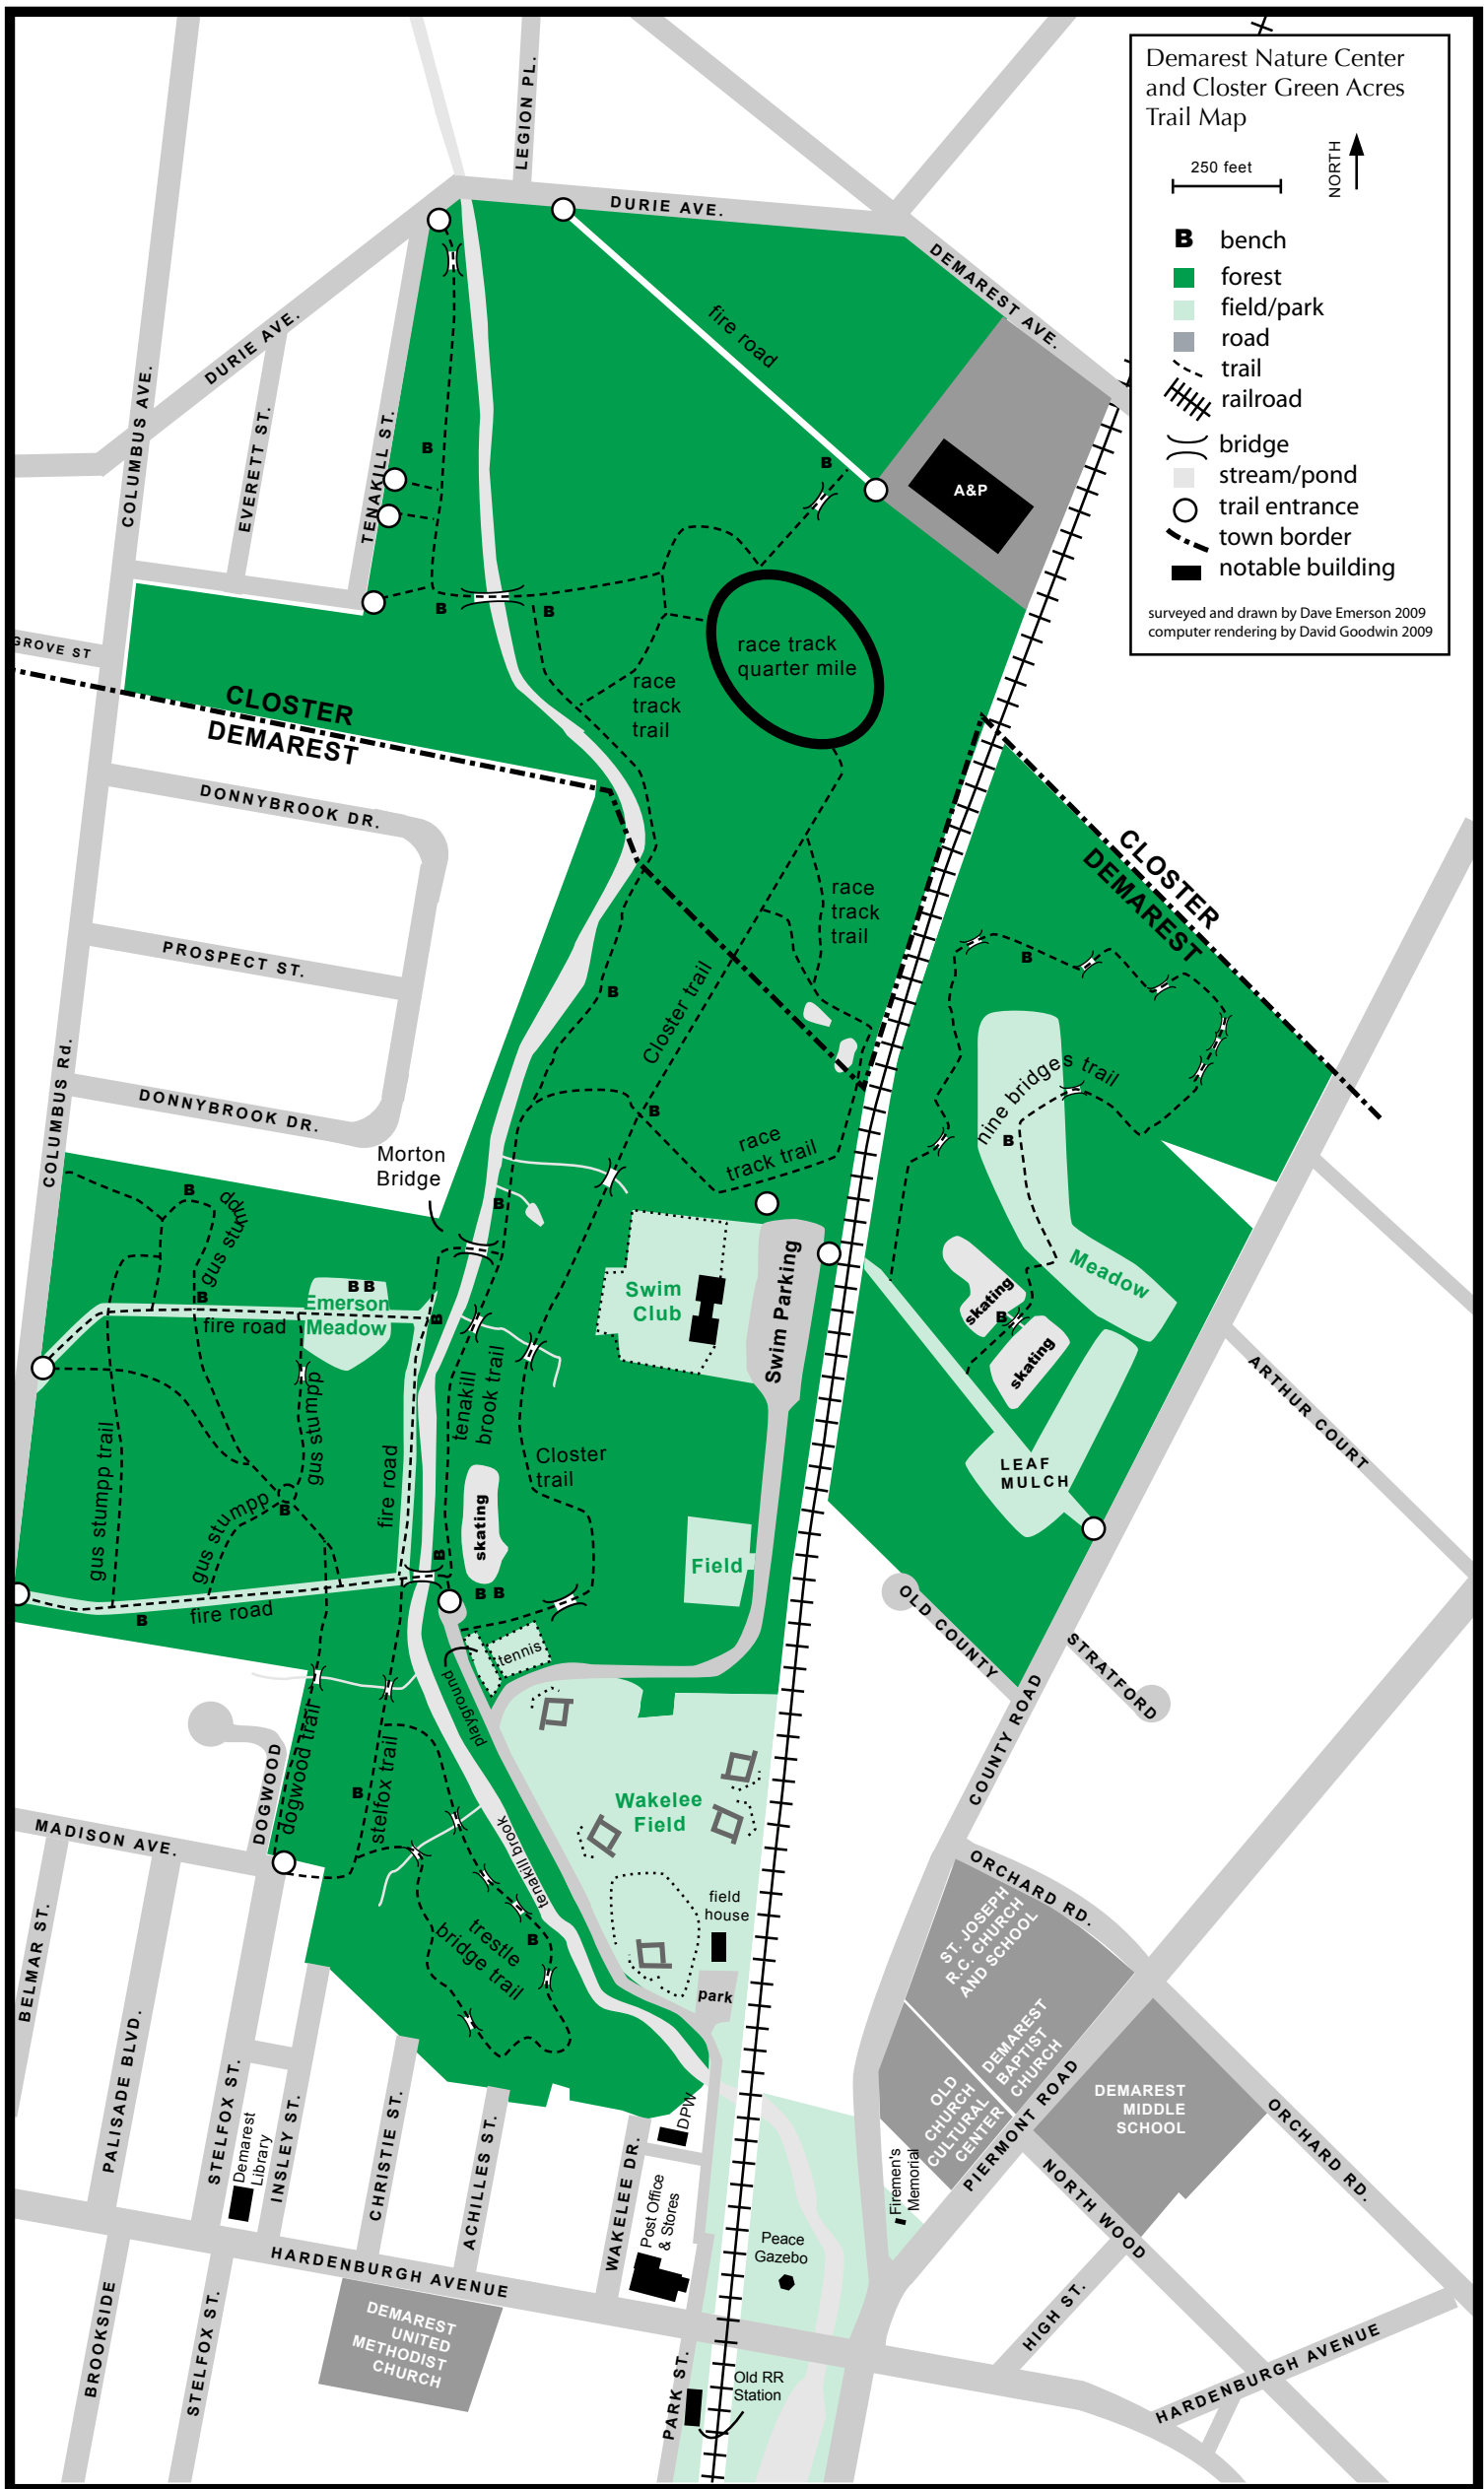 Demarest Nature Center
and Closter Green Acres
Trail Map
250 feet
NORTH
B bench
forest
field/park
road
trail
railroad
bridge
stream/pond
trail entrance
town border
notable building
surveyed and drawn by Dave Emerson 2009
computer rendering by David Goodwin 2009
LEGION PL.
DURIE AVE.
DEMAREST AVE.
fire road
DURIE AVE.
COLUMBUS AVE.
EVERETT ST.
TENAKILL ST.
B
B
A&P
B
B
race track
quarter mile
GROVE ST
race
track
trail
CLOSTER
DEMAREST
DONNYBROOK DR.
CLOSTER
DEMAREST
race
track
trail
PROSPECT ST.
B
B
Closter trail
COLUMBUS Rd.
DONNYBROOK DR.
nine bridges trail
B
B
race
track trail
Morton
Bridge
B
gus stumpp
B
B
B B
Emerson
Meadow
fire road
B
Swim
Club
Swim Parking
Meadow
skating
B
skating
tenakill
brook trail
gus stumpp
ARTHUR COURT
gus stumpp trail
fire road
Closter
trail
LEAF
MULCH
gus stumpp
B
skating
B
Field
B B
fire road
B
OLD COUNTY
STRATFORD
tennis
playground
COUNTY ROAD
dogwood trail
DOGWOOD
stelfox trail
B
MADISON AVE.
Wakelee
Field
tenakill brook
ORCHARD RD.
ST. JOSEPH
R.C. CHURCH
AND SCHOOL
field
house
trestle
bridge trail
B
BELMAR ST.
park
DEMAREST
BAPTIST
CHURCH
PALISADE BLVD.
STELFOX ST.
Demarest
Library
INSLEY ST.
CHRISTIE ST.
ACHILLES ST.
DPW
OLD
CHURCH
CULTURAL
CENTER
DEMAREST
MIDDLE
SCHOOL
PIERMONT ROAD
ORCHARD RD.
Firemen's
Memorial
WAKELEE DR.
Post Office
& Stores
NORTH WOOD
Peace
Gazebo
HARDENBURGH AVENUE
BROOKSIDE
STELFOX ST.
DEMAREST
UNITED
METHODIST
CHURCH
HIGH ST.
HARDENBURGH AVENUE
PARK ST.
Old RR
Station